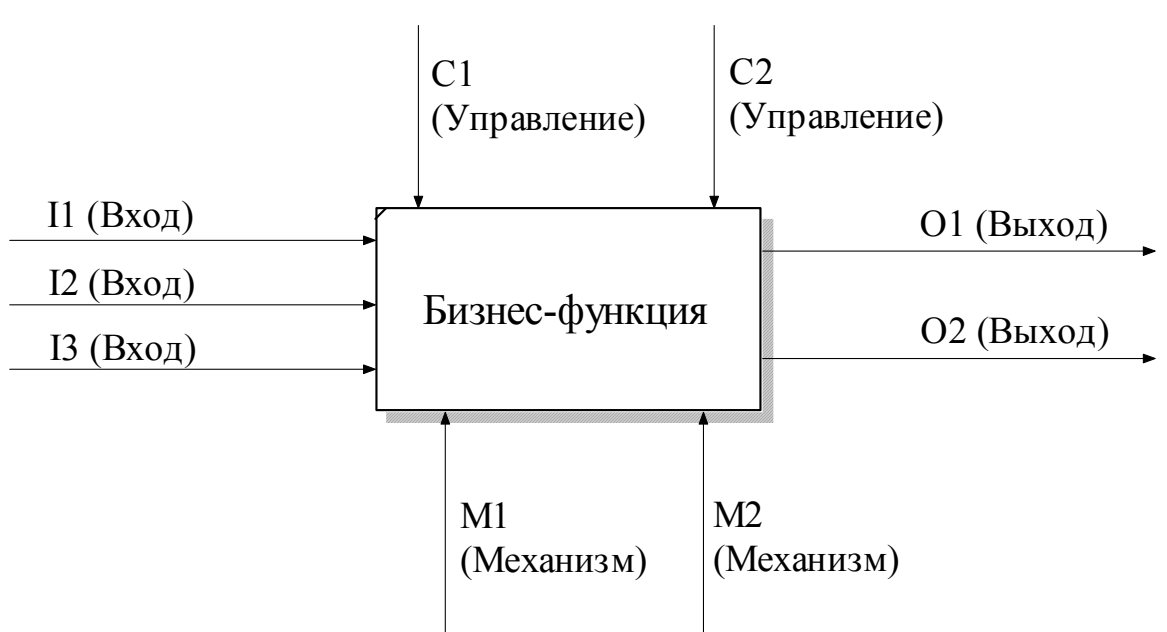 C1
(Управление)
C2
(Управление)
I1 (Вход)
O1 (Выход)
I2 (Вход)
Бизнес-функция
I3 (Вход)
O2 (Выход)
M1
(Механизм)
M2
(Механизм)